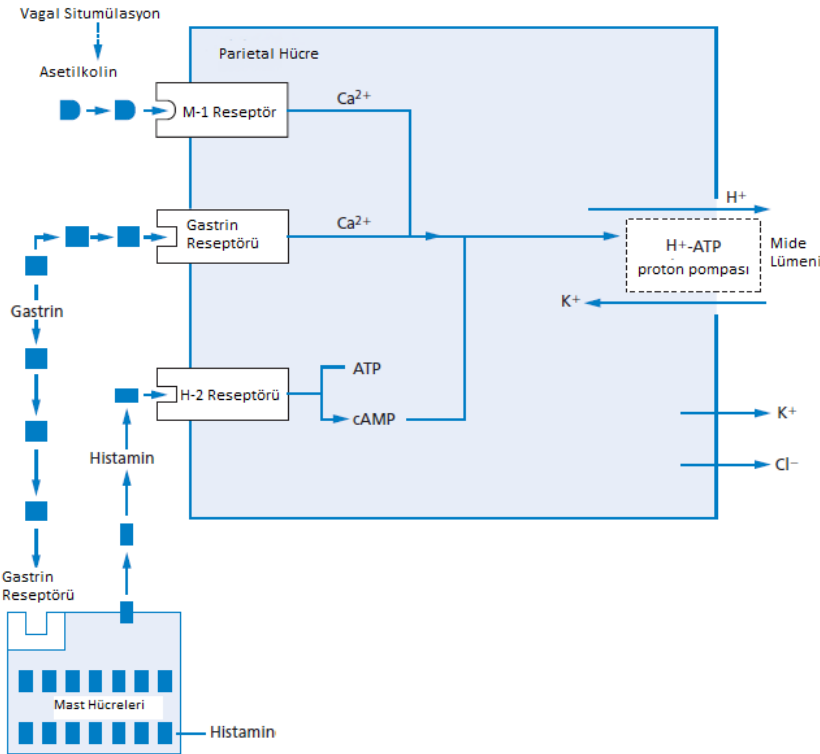 Vagal Sitümülasyon
Asetilkolin
Parietal Hücre
M-1 Reseptör
Ca²⁺
Gastrin
Reseptörü
Ca²⁺
H⁺
H⁺-ATP
proton pompası
Mide
Lümeni
K⁺
Gastrin
H-2 Reseptörü
ATP
cAMP
K⁺
Cl⁻
Histamin
Gastrin
Reseptörü
Mast Hücreleri
Histamin